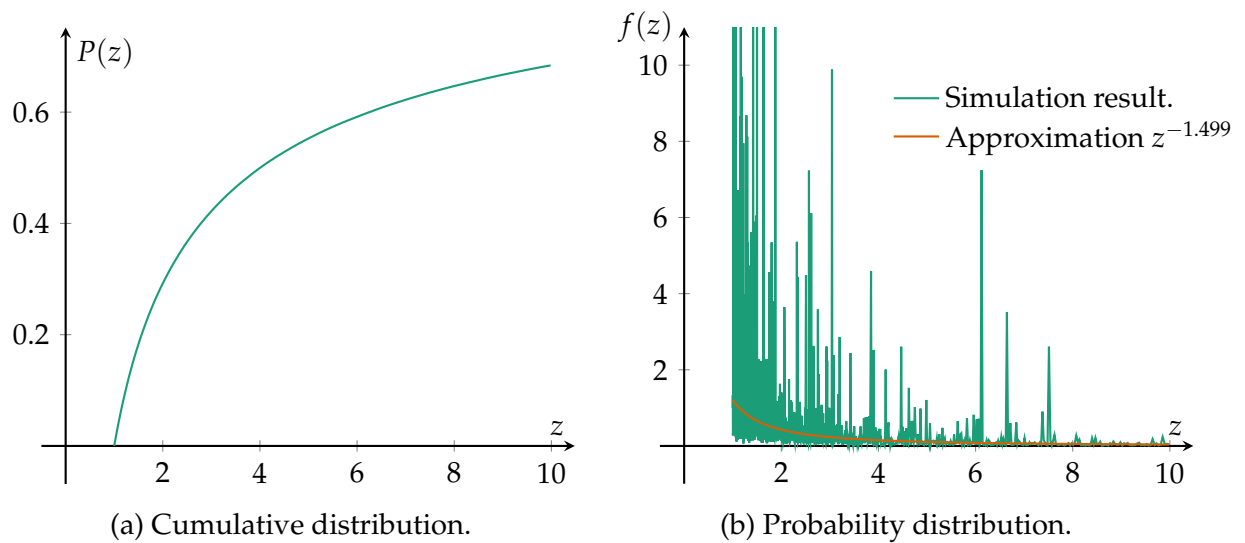 P(z)
0.6
0.4
0.2
2 4 6 8 10
z
(a) Cumulative distribution.
f(z)
10
8
6
4
2
2 4 6 8 10
z
Simulation result.
Approximation z^{−1.499}
(b) Probability distribution.